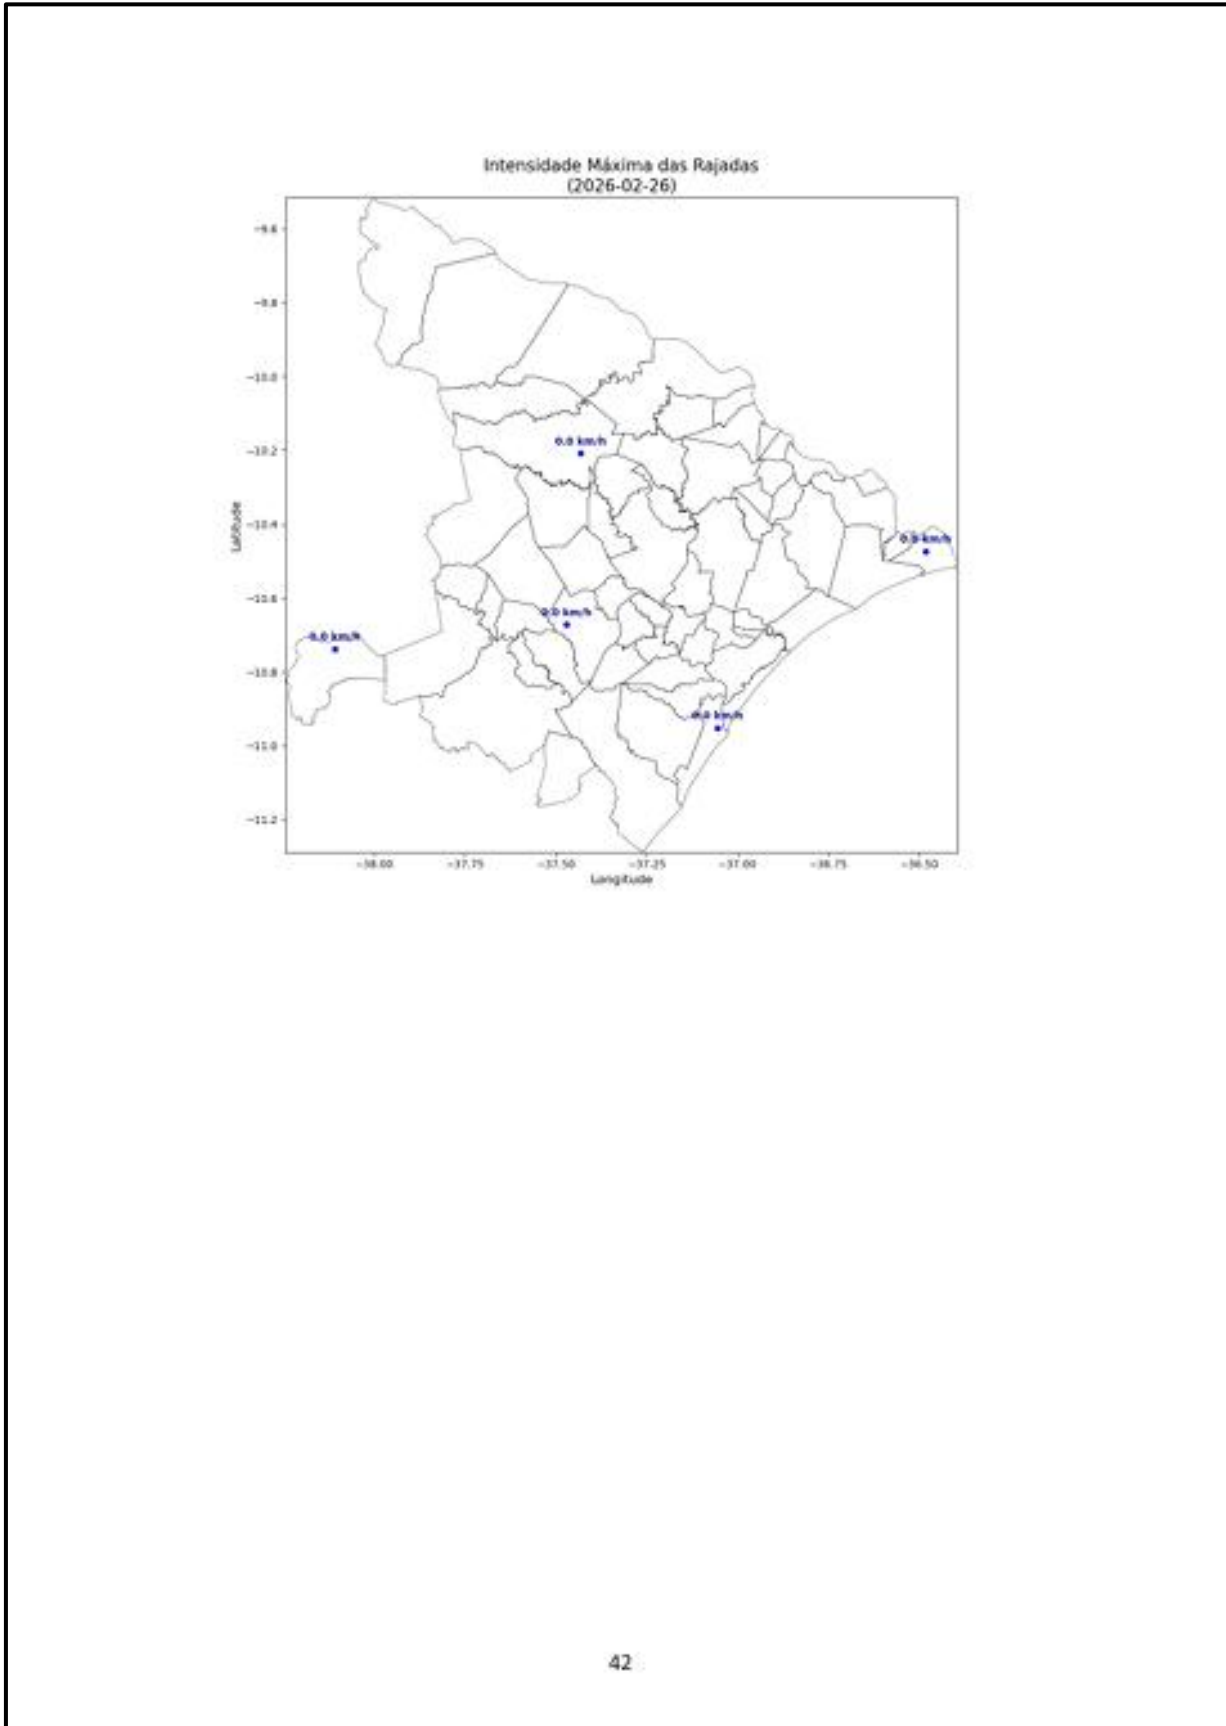 Intensidade Máxima das Rajadas
(2026-02-26)
−9.6
−9.8
−10.0
0.0 km/h
−10.2
Latitude
−10.4
0.0 km/h
−10.6
0.0 km/h
0.0 km/h
−10.8
0.0 km/h
−11.0
−11.2
−38.00 −37.75 −37.50 −37.25 −37.00 −36.75 −36.50
Longitude
42